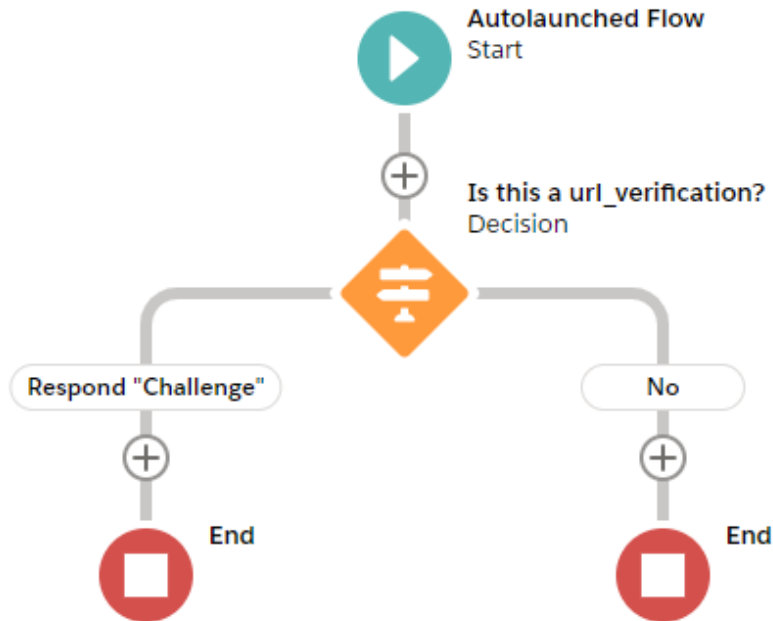 Autolaunched Flow
Start
Is this a url_verification?
Decision
Respond "Challenge"
No
End
End